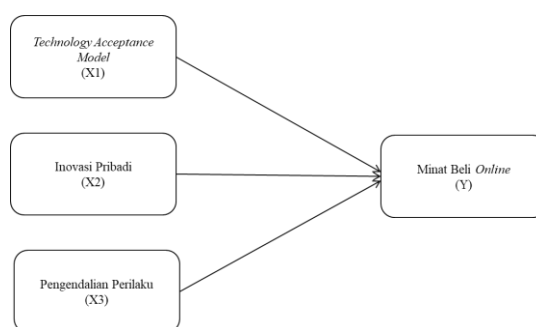 Technology Acceptance
Model
(X1)
Inovasi Pribadi
(X2)
Minat Beli Online
(Y)
Pengendalian Perilaku
(X3)